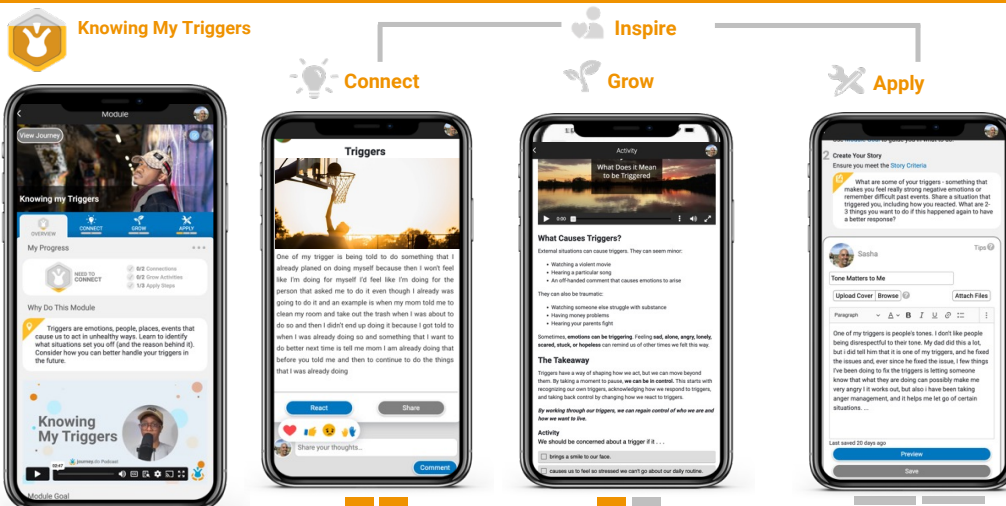 Knowing My Triggers
Inspire
Connect
Grow
Apply
Module
View Journey
Knowing my Triggers
OVERVIEW
CONNECT
GROW
APPLY
My Progress
NEED TO
CONNECT
0/2 Connections
0/2 Grow Activities
1/3 Apply Steps
Why Do This Module
Triggers are emotions, people, places, events that
cause us to act in unhealthy ways. Learn to identify
what situations set you off (and the reason behind it).
Consider how you can better handle your triggers in
the future.
Knowing
My Triggers
Podcast
02:47
Module Goal
Triggers
One of my trigger is being told to do something that I
already planed on doing myself because then I won't feel
like I'm doing for myself I'd feel like I'm doing for the
person that asked me to do it even though I already was
going to do it and an example is when my mom told me to
clean my room and take out the trash when I was about to
do so and then I didn't end up doing it because I got told to
when I was already doing so and something that I want to
do better next time is tell me mom I am already doing that
before you told me and then to continue to do the things
that I was already doing
React
Share
Share your thoughts...
Comment
Activity
What Does it Mean
to be Triggered
0:00
What Causes Triggers?
External situations can cause triggers. They can seem minor:
• Watching a violent movie
• Hearing a particular song
• An off-handed comment that causes emotions to arise
They can also be traumatic:
• Watching someone else struggle with substance
• Having money problems
• Hearing your parents fight
Sometimes, emotions can be triggering. Feeling sad, alone, angry, lonely,
scared, stuck, or hopeless can remind us of other times we felt this way.
The Takeaway
Triggers have a way of shaping how we act, but we can move beyond
them. By taking a moment to pause, we can be in control. This starts with
recognizing our own triggers, acknowledging how we respond to triggers,
and taking back control by changing how we react to triggers.
By working through our triggers, we can regain control of who we are and
how we want to live.
Activity
We should be concerned about a trigger if it . . .
brings a smile to our face.
causes us to feel so stressed we can't go about our daily routine.
2 Create Your Story
Ensure you meet the Story Criteria
What are some of your triggers - something that
makes you feel really strong negative emotions or
remember difficult past events. Share a situation that
triggered you, including how you reacted. What are 2-
3 things you want to do if this happened again to have
a better response?
Sasha
Tips
Tone Matters to Me
Upload Cover
Browse
Attach Files
Paragraph
A B I U
One of my triggers is people's tones. I don't like people
being disrespectful to their tone. My dad did this a lot,
but i did tell him that it is one of my triggers, and he fixed
the issues and, ever since he fixed the issue, I few things
I've been doing to fix the triggers is letting someone
know that what they are doing can possibly make me
very angry I it works out, but also i have been taking
anger management, and it helps me let go of certain
situations. ...
Last saved 20 days ago
Preview
Save